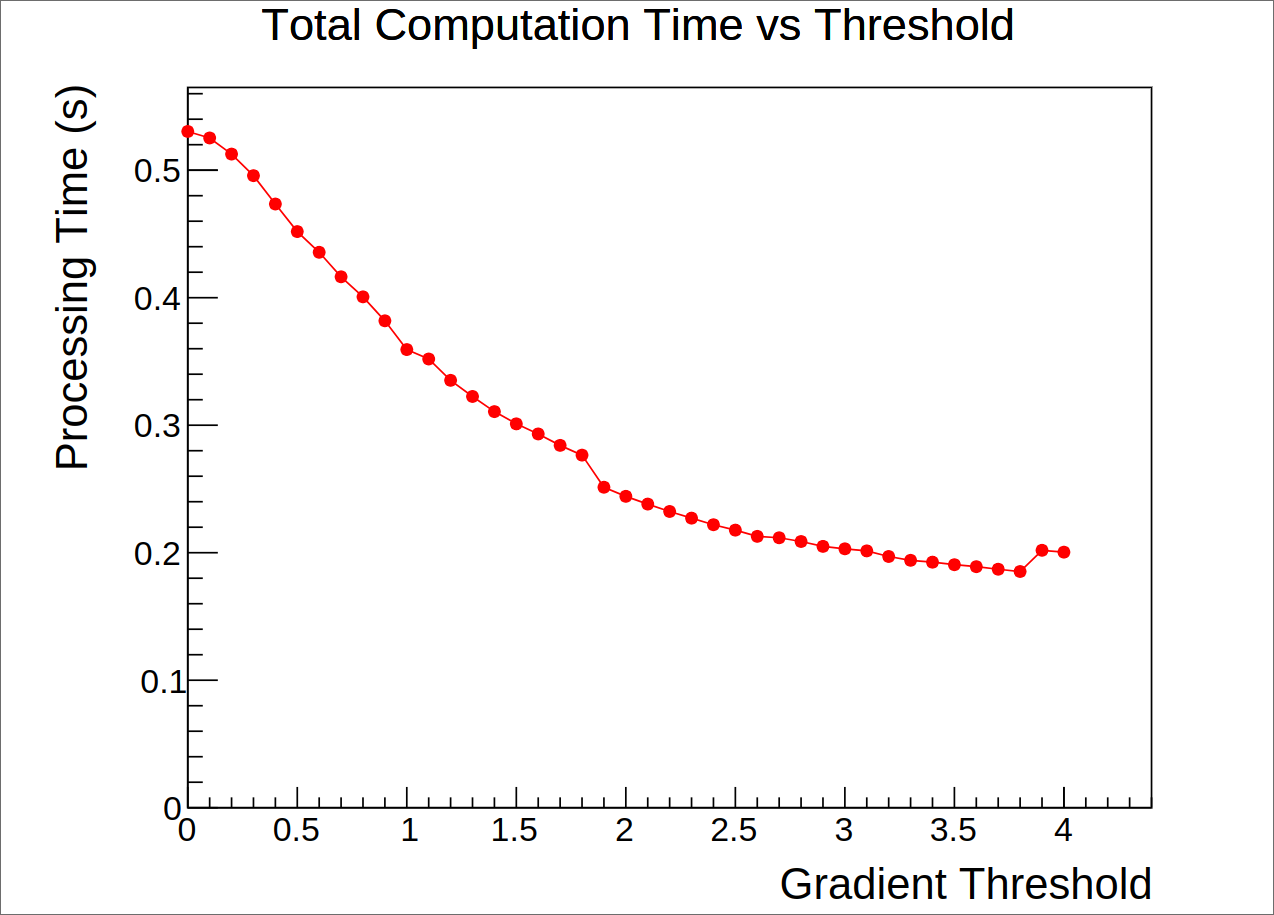 Total Computation Time vs Threshold
Processing Time (s)
0.5
0.4
0.3
0.2
0.1
0
0 0.5 1 1.5 2 2.5 3 3.5 4
Gradient Threshold